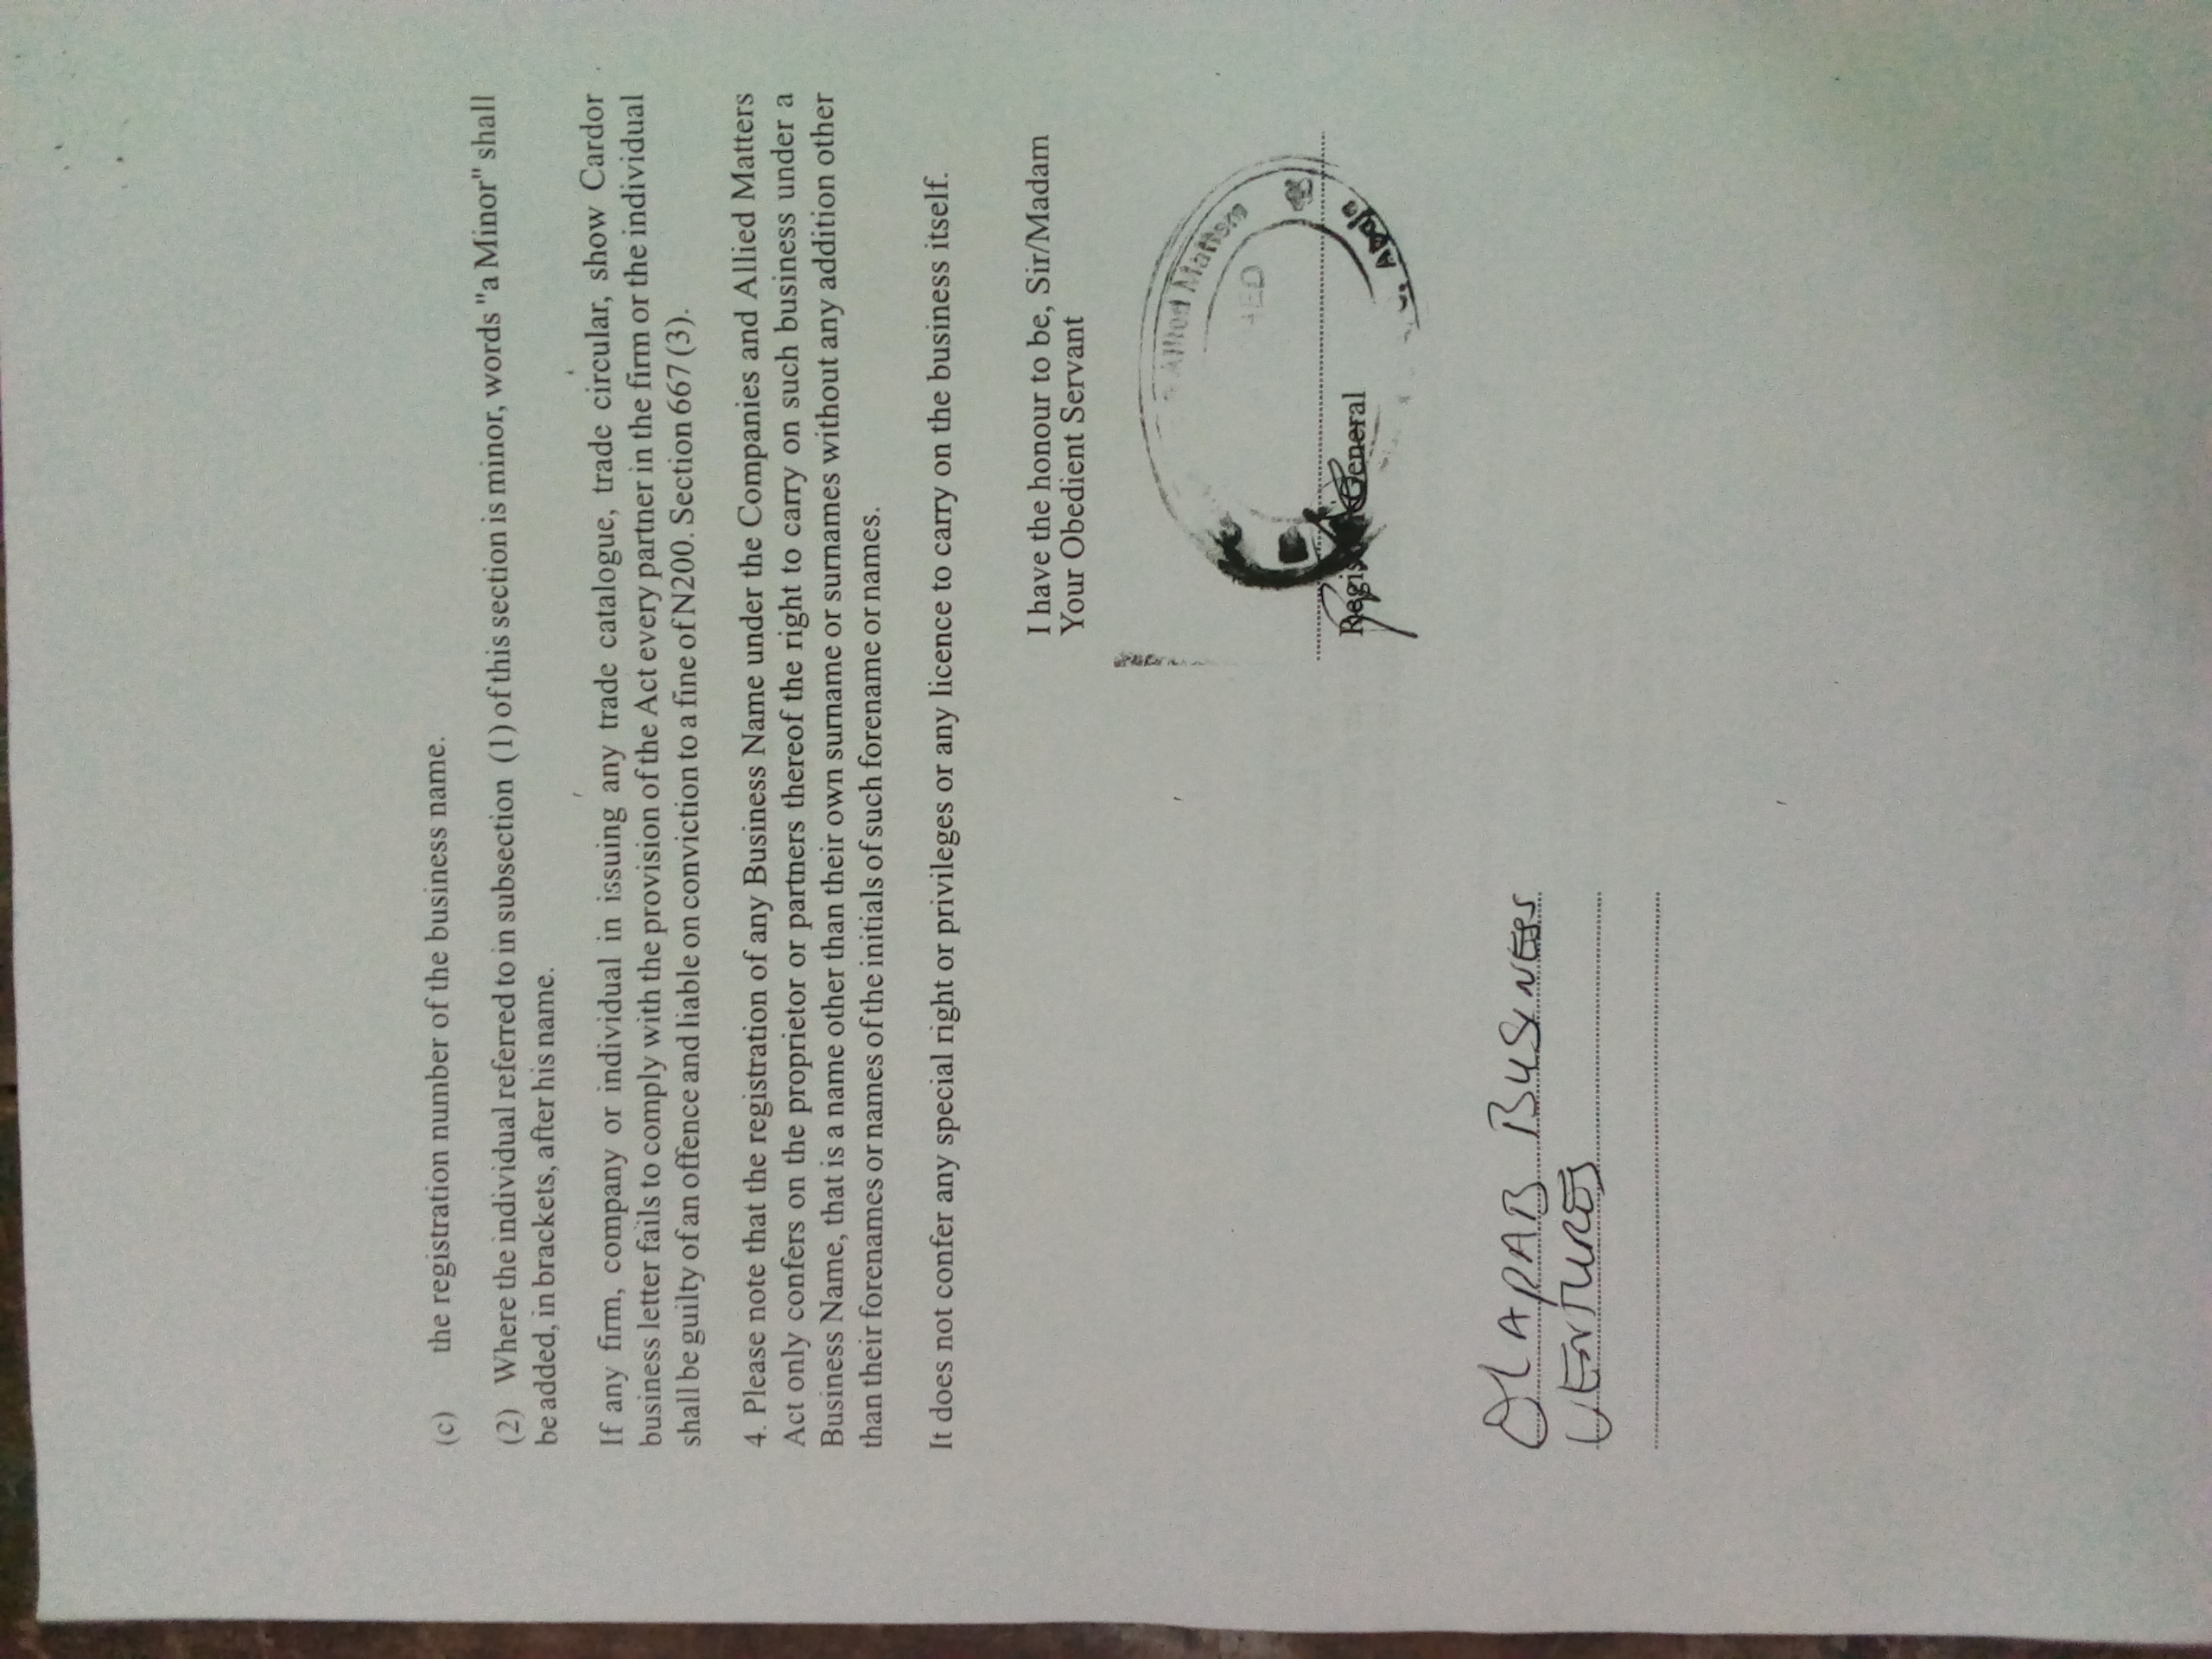 (c) the registration number of the business name.
(2) Where the individual referred to in subsection (1) of this section is minor, words "a Minor" shall
be added, in brackets, after his name.
If any firm, company or individual in issuing any trade catalogue, trade circular, show Cardor
business letter fails to comply with the provision of the Act every partner in the firm or the individual
shall be guilty of an offence and liable on conviction to a fine of N200. Section 667 (3).
4. Please note that the registration of any Business Name under the Companies and Allied Matters
Act only confers on the proprietor or partners thereof the right to carry on such business under a
Business Name, that is a name other than their own surname or surnames without any addition other
than their forenames or names of the initials of such forename or names.
It does not confer any special right or privileges or any licence to carry on the business itself.
I have the honour to be, Sir/Madam
Your Obedient Servant
Allied Matters
General
OLAPAB BUSINESS
VENTURES